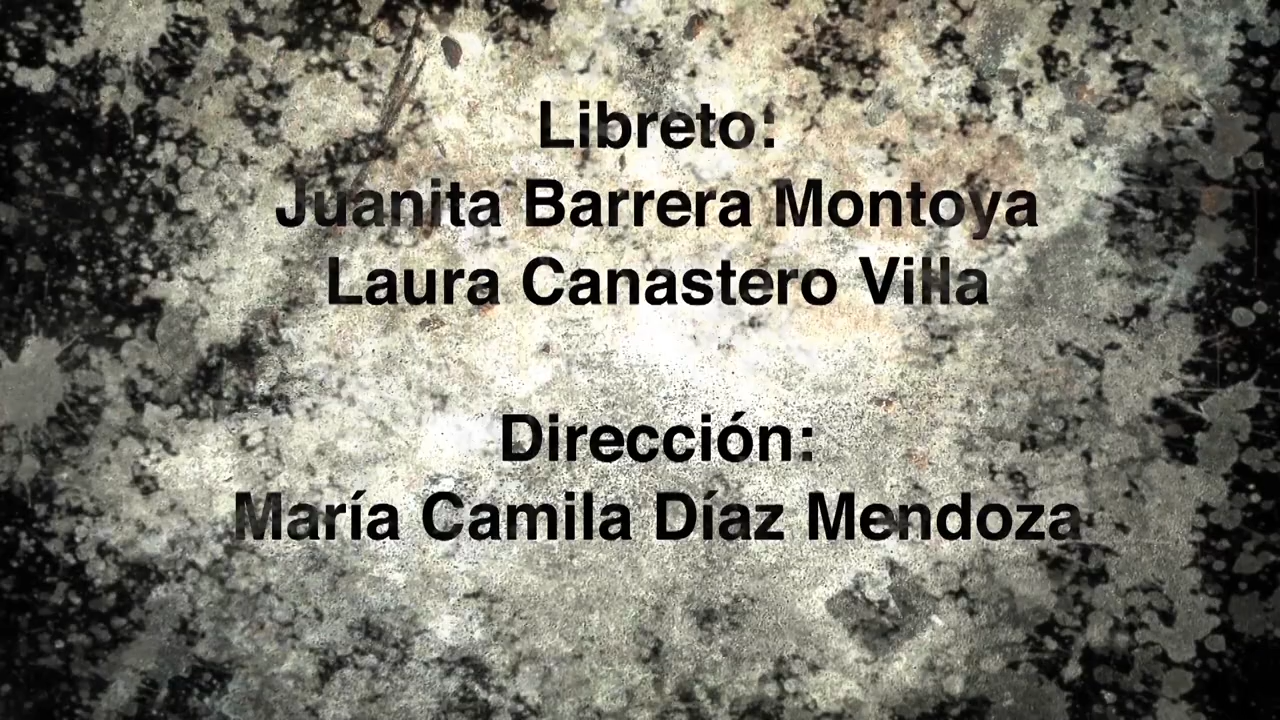 Libreto:
Juanita Barrera Montoya
Laura Canastero Villa
Dirección:
María Camila Díaz Mendoza